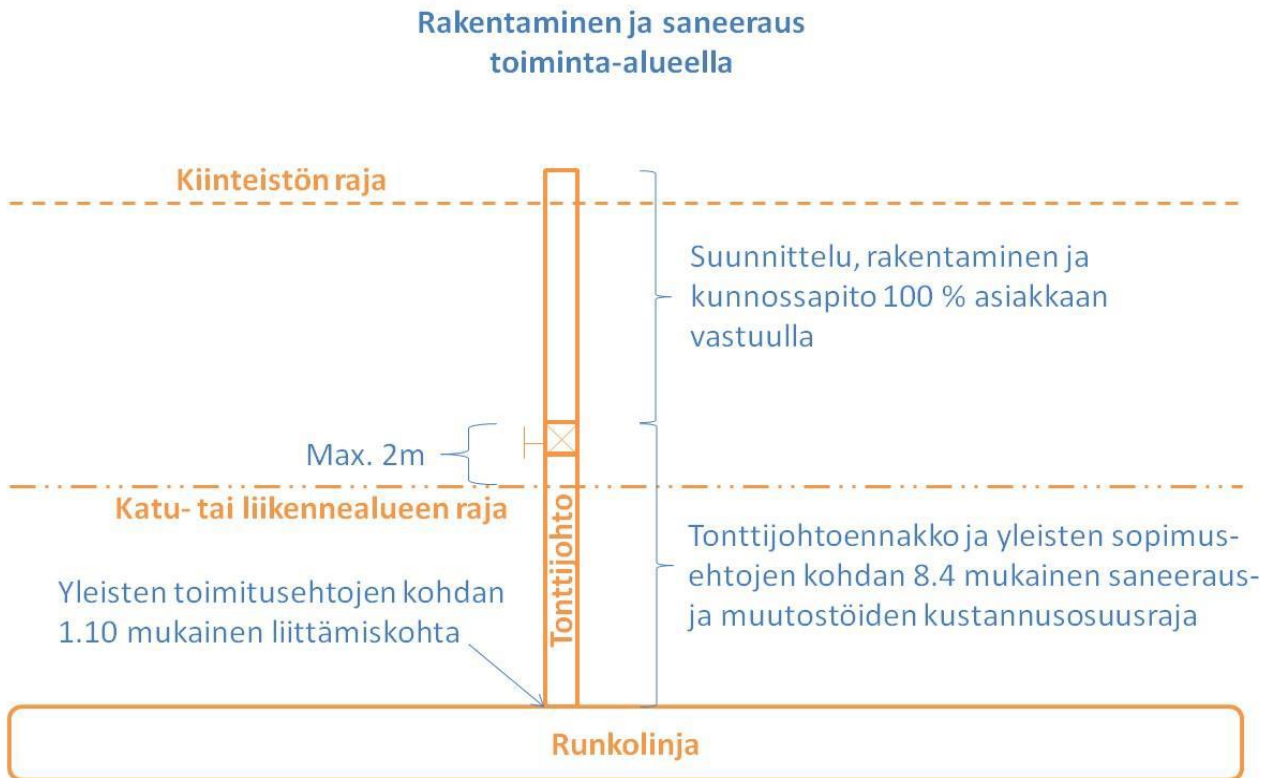 Rakentaminen ja saneeraus
toiminta-alueella
Kiinteistön raja
Suunnittelu, rakentaminen ja
kunnossapito 100 % asiakkaan
vastuulla
Max. 2m
Katu- tai liikennealueen raja
Tonttijohto
Tonttijohtoennakko ja yleisten sopimus-
ehtojen kohdan 8.4 mukainen saneeraus-
ja muutostöiden kustannusosuusraja
Yleisten toimitusehtojen kohdan
1.10 mukainen liittämiskohta
Runkolinja